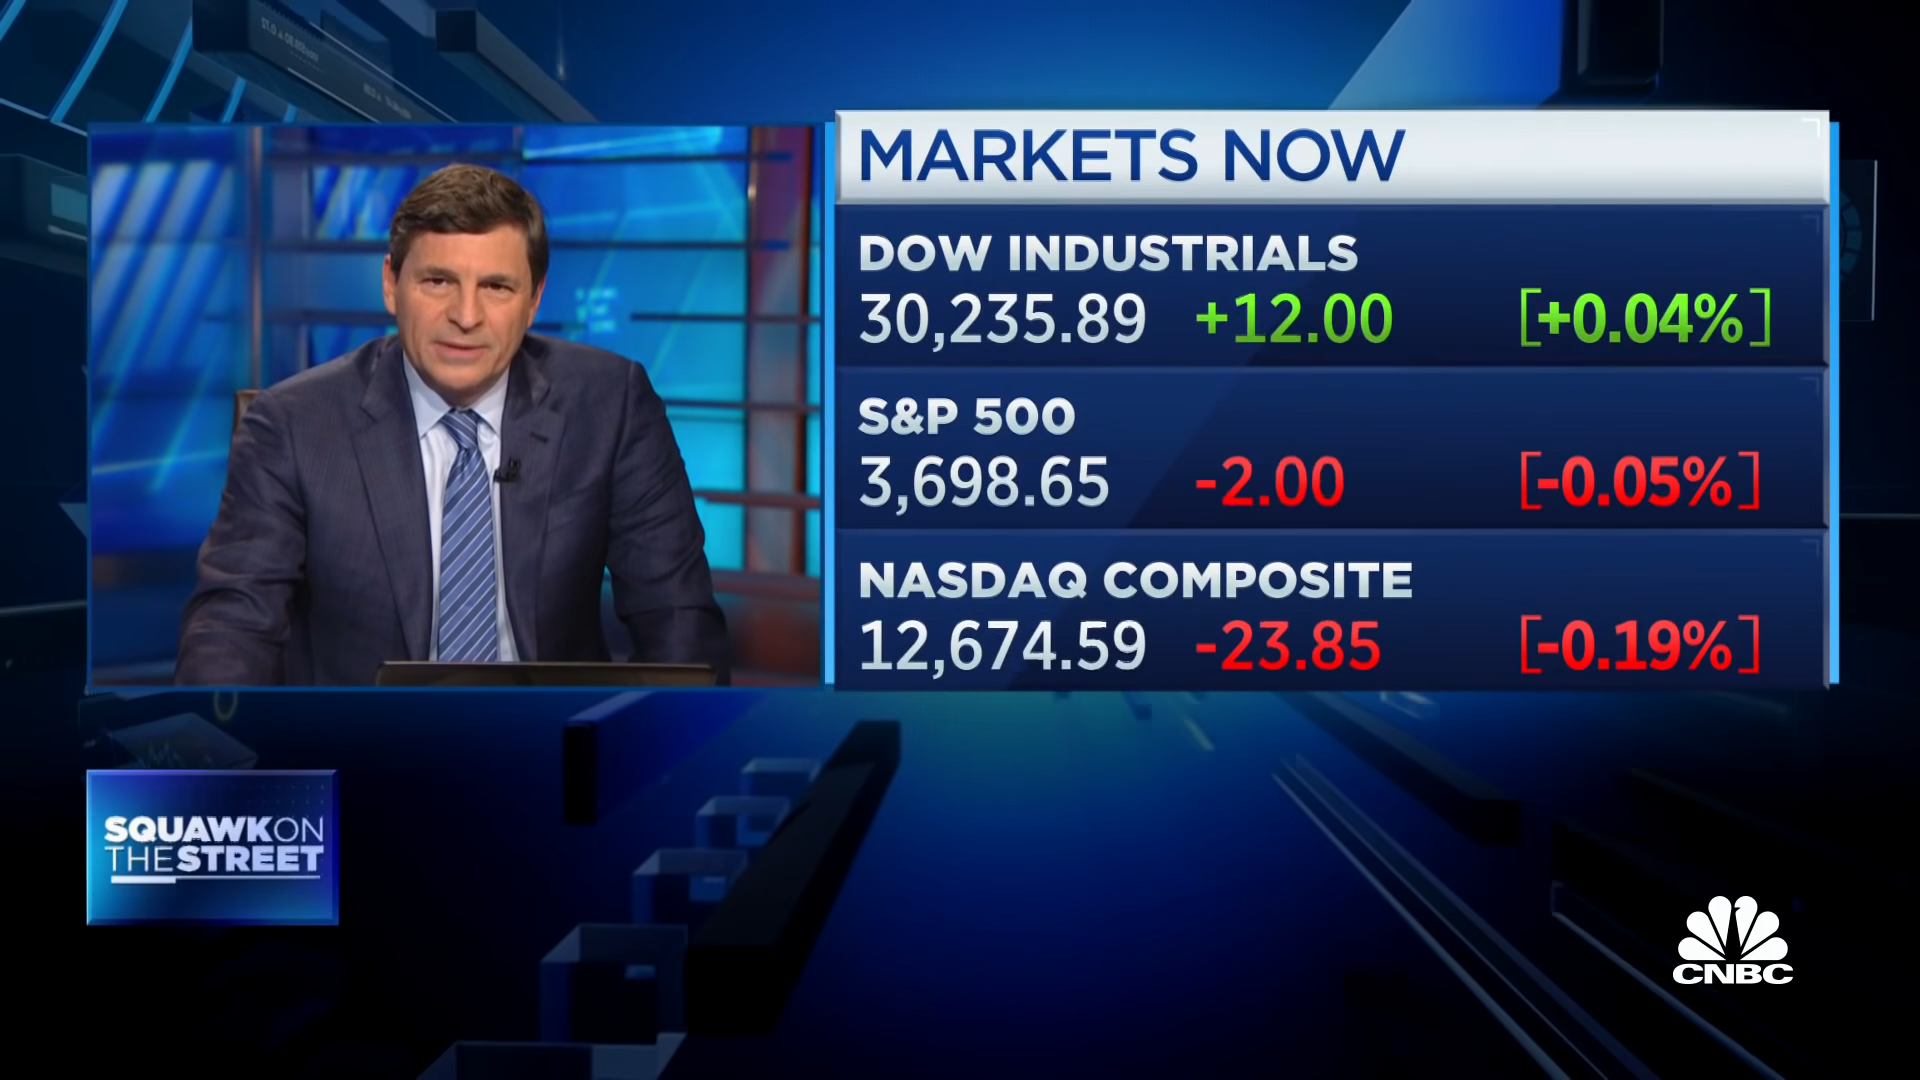 MARKETS NOW
DOW INDUSTRIALS
30,235.89 +12.00 [+0.04%]
S&P 500
3,698.65 -2.00 [-0.05%]
NASDAQ COMPOSITE
12,674.59 -23.85 [-0.19%]
SQUAWK ON
THE STREET
CNBC